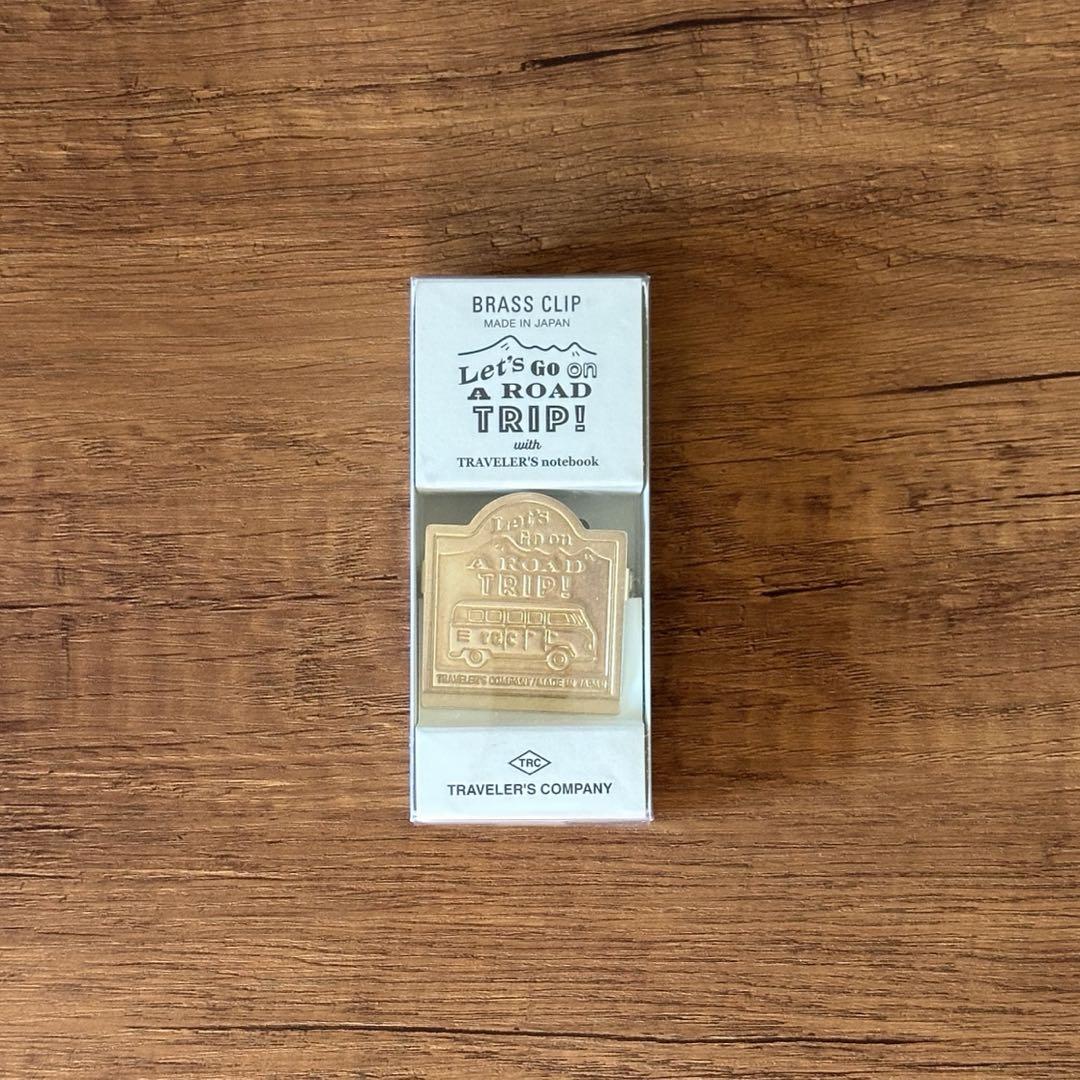 BRASS CLIP
MADE IN JAPAN
Let's Go on
A ROAD
TRIP!
with
TRAVELER'S notebook
Let's
Go on
A ROAD
TRIP!
TRAVELER'S COMPANY/MADE IN JAPAN
TRC
TRAVELER'S COMPANY